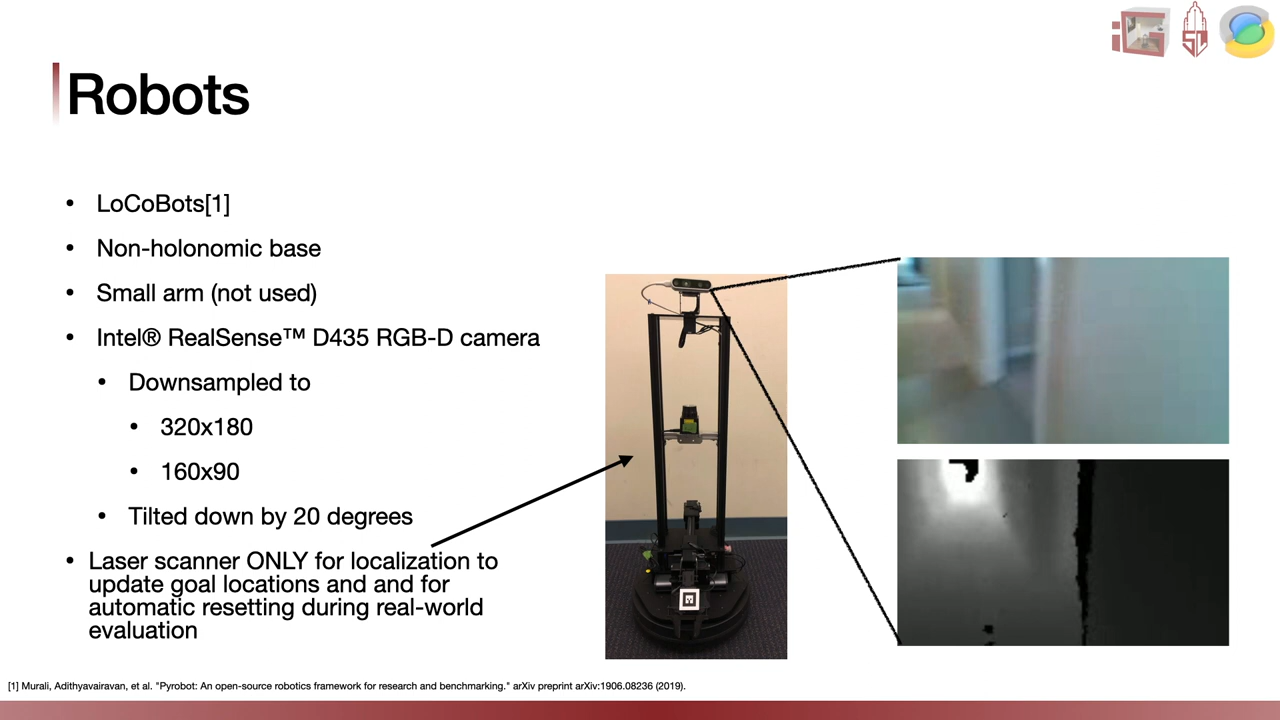 Robots
• LoCoBots[1]
• Non-holonomic base
• Small arm (not used)
• Intel® RealSense™ D435 RGB-D camera
• Downsampled to
• 320x180
• 160x90
• Tilted down by 20 degrees
• Laser scanner ONLY for localization to
update goal locations and and for
automatic resetting during real-world
evaluation
[1] Murali, Adithyavairavan, et al. "Pyrobot: An open-source robotics framework for research and benchmarking." arXiv preprint arXiv:1906.08236 (2019).